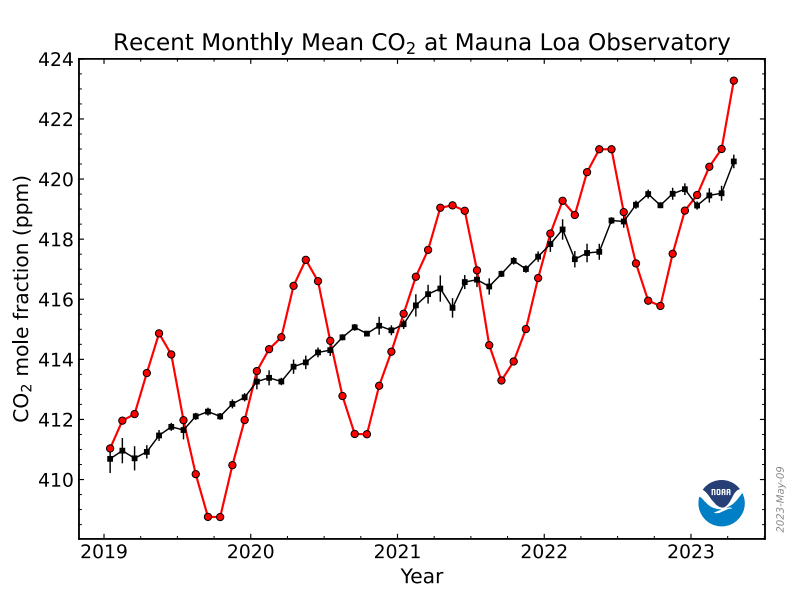 Recent Monthly Mean CO₂ at Mauna Loa Observatory
424
422
420
418
416
414
412
410
CO₂ mole fraction (ppm)
2019 2020 2021 2022 2023
Year
NOAA
2023-May-09